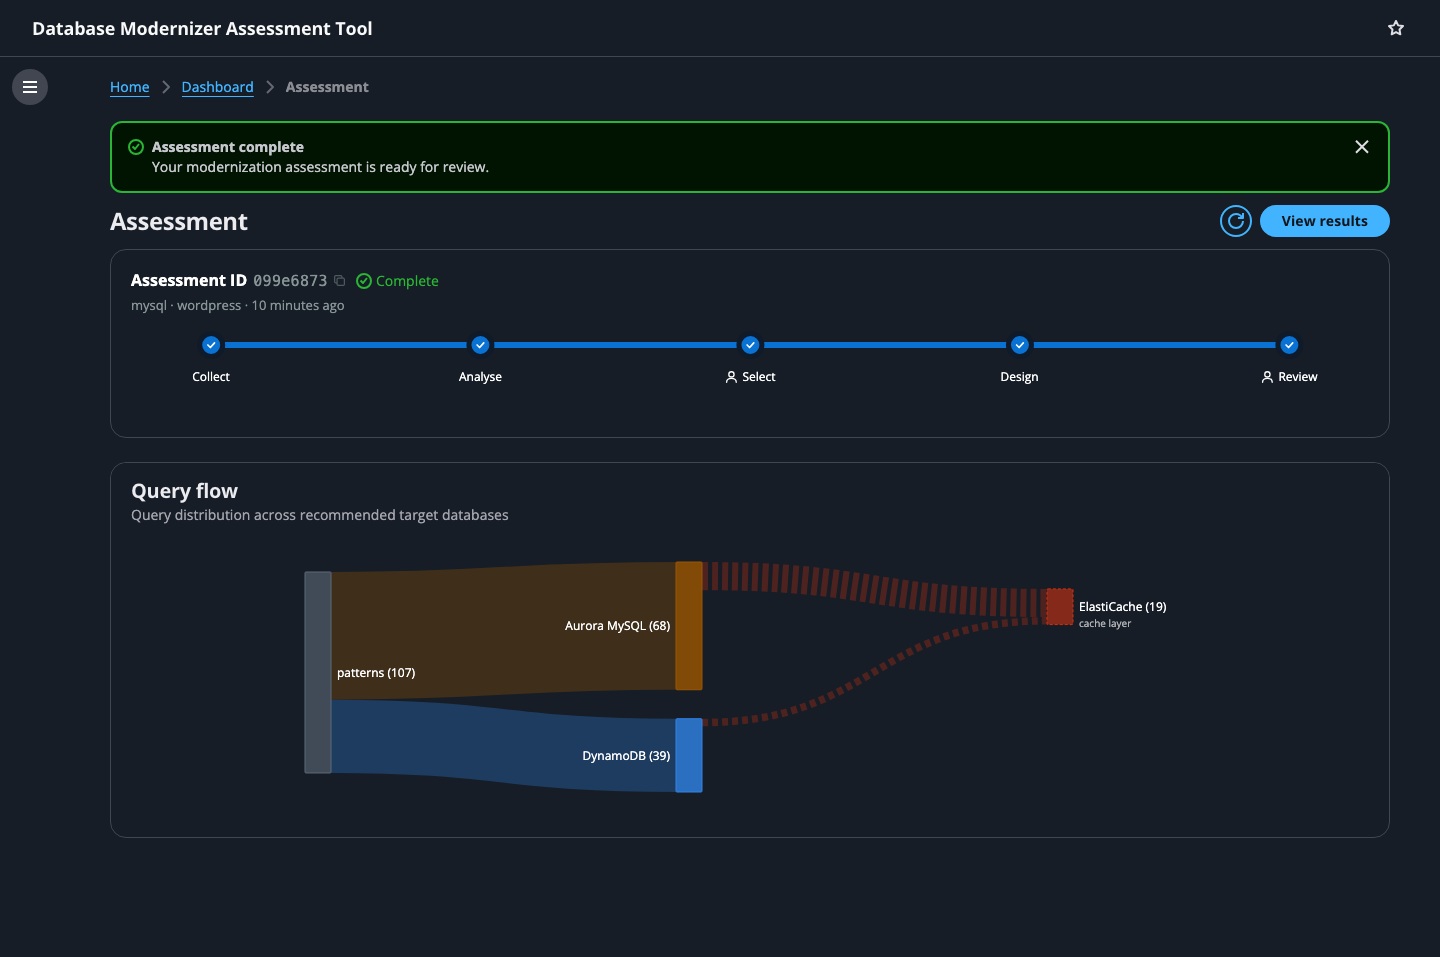 Database Modernizer Assessment Tool
Home > Dashboard > Assessment
Assessment complete
Your modernization assessment is ready for review.
Assessment
View results
Assessment ID 099e6873 Complete
mysql · wordpress · 10 minutes ago
Collect
Analyse
Select
Design
Review
Query flow
Query distribution across recommended target databases
patterns (107)
Aurora MySQL (68)
DynamoDB (39)
ElastiCache (19)
cache layer